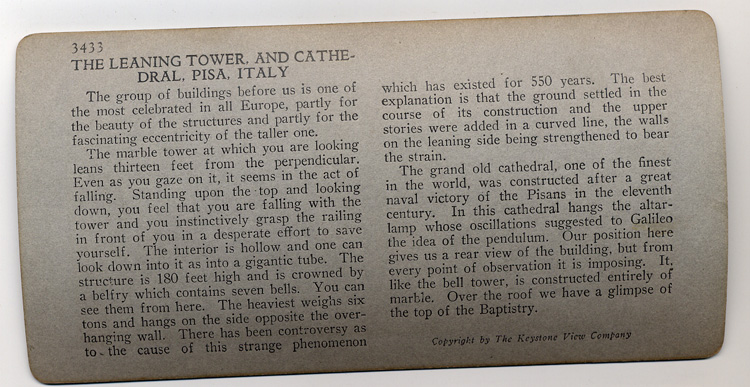 3433
THE LEANING TOWER, AND CATHE-
DRAL, PISA, ITALY
The group of buildings before us is one of
the most celebrated in all Europe, partly for
the beauty of the structures and partly for the
fascinating eccentricity of the taller one.
The marble tower at which you are looking
leans thirteen feet from the perpendicular.
Even as you gaze on it, it seems in the act of
falling. Standing upon the top and looking
down, you feel that you are falling with the
tower and you instinctively grasp the railing
in front of you in a desperate effort to save
yourself. The interior is hollow and one can
look down into it as into a gigantic tube. The
structure is 180 feet high and is crowned by
a belfry which contains seven bells. You can
see them from here. The heaviest weighs six
tons and hangs on the side opposite the over-
hanging wall. There has been controversy as
to the cause of this strange phenomenon
which has existed for 550 years. The best
explanation is that the ground settled in the
course of its construction and the upper
stories were added in a curved line, the walls
on the leaning side being strengthened to bear
the strain.
The grand old cathedral, one of the finest
in the world, was constructed after a great
naval victory of the Pisans in the eleventh
century. In this cathedral hangs the altar-
lamp whose oscillations suggested to Galileo
the idea of the pendulum. Our position here
gives us a rear view of the building, but from
every point of observation it is imposing. It,
like the bell tower, is constructed entirely of
marble. Over the roof we have a glimpse of
the top of the Baptistry.
Copyright by The Keystone View Company